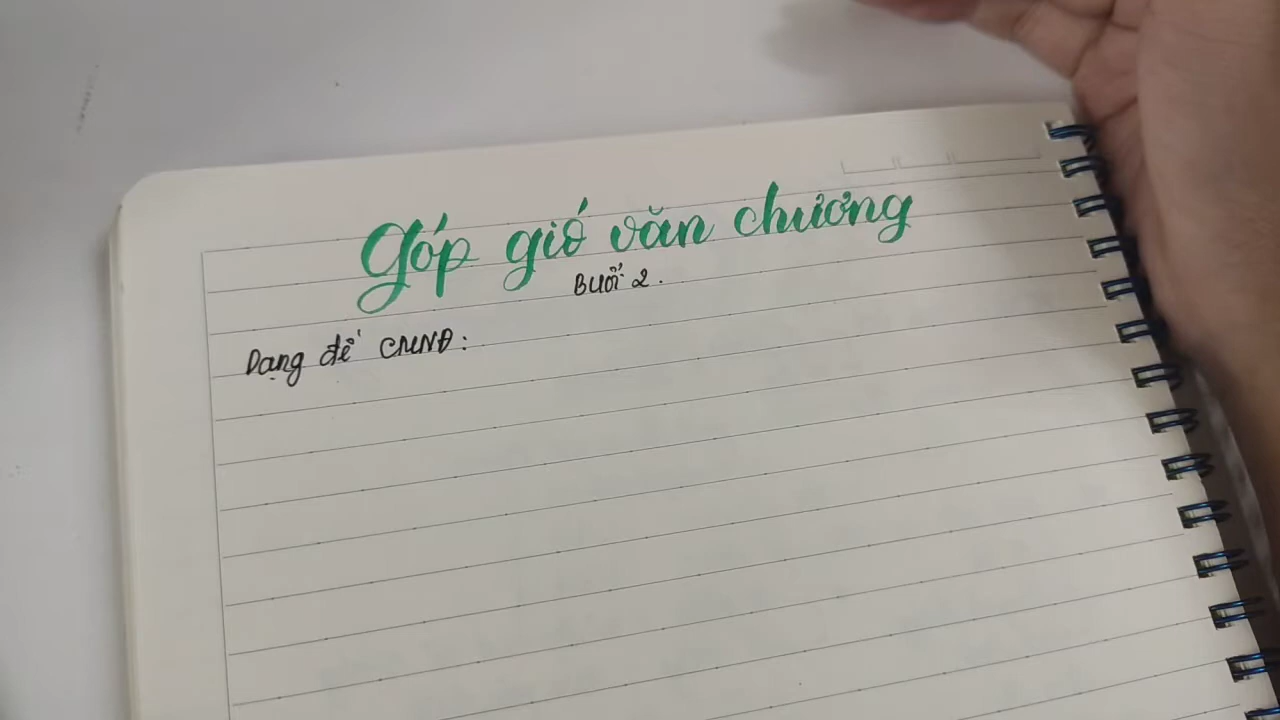 Góp gió văn chương
Buổi 2.
Dạng đề CMNĐ: